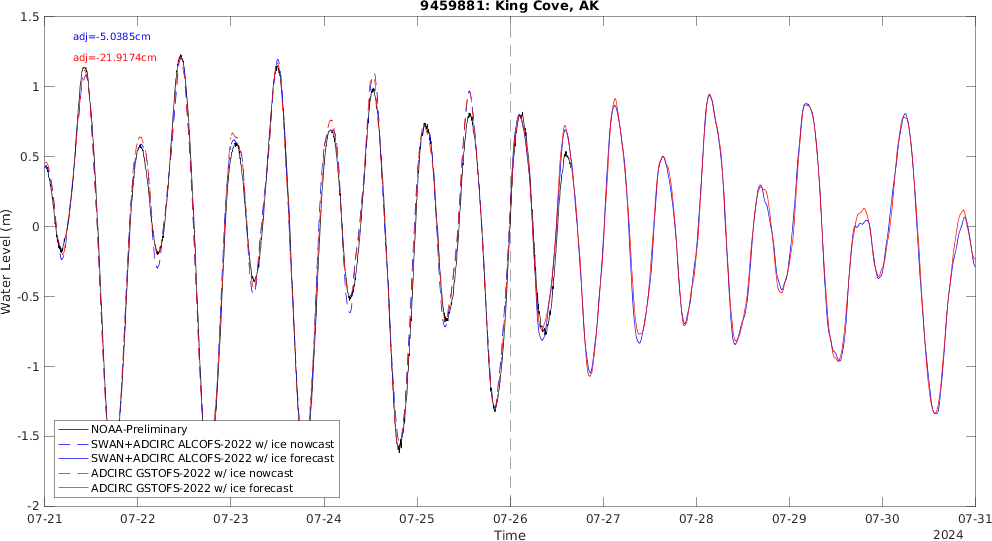 9459881: King Cove, AK
adj=-5.0385cm
adj=-21.9174cm
Water Level (m)
1.5
1
0.5
0
-0.5
-1
-1.5
-2
NOAA-Preliminary
SWAN+ADCIRC ALCOFS-2022 w/ ice nowcast
SWAN+ADCIRC ALCOFS-2022 w/ ice forecast
ADCIRC GSTOFS-2022 w/ ice nowcast
ADCIRC GSTOFS-2022 w/ ice forecast
07-21 07-22 07-23 07-24 07-25 07-26 07-27 07-28 07-29 07-30 07-31
Time
2024